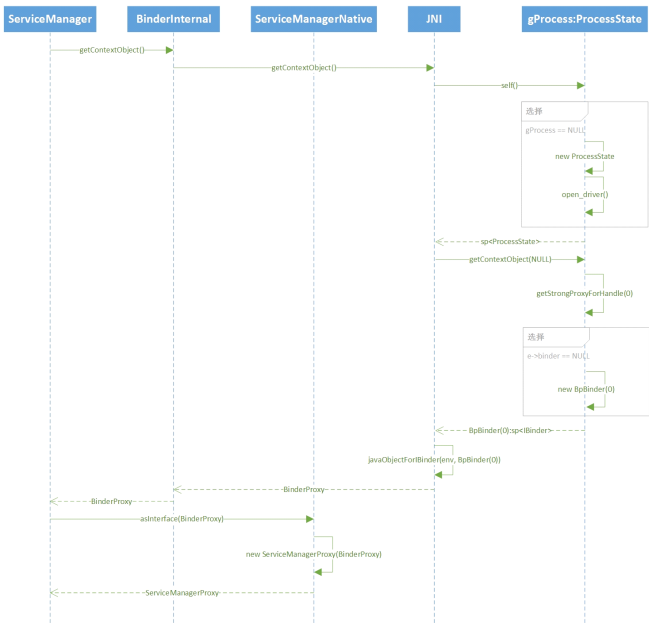 ServiceManager
BinderInternal
ServiceManagerNative
JNI
gProcess:ProcessState
getContextObject()
getContextObject()
self()
选择
gProcess == NULL
new ProcessState
open_driver()
sp<ProcessState>
getContextObject(NULL)
getStrongProxyForHandle(0)
选择
e->binder == NULL
new BpBinder(0)
BpBinder(0):sp<IBinder>
javaObjectForIBinder(env, BpBinder(0))
BinderProxy
BinderProxy
asInterface(BinderProxy)
new ServiceManagerProxy(BinderProxy)
ServiceManagerProxy